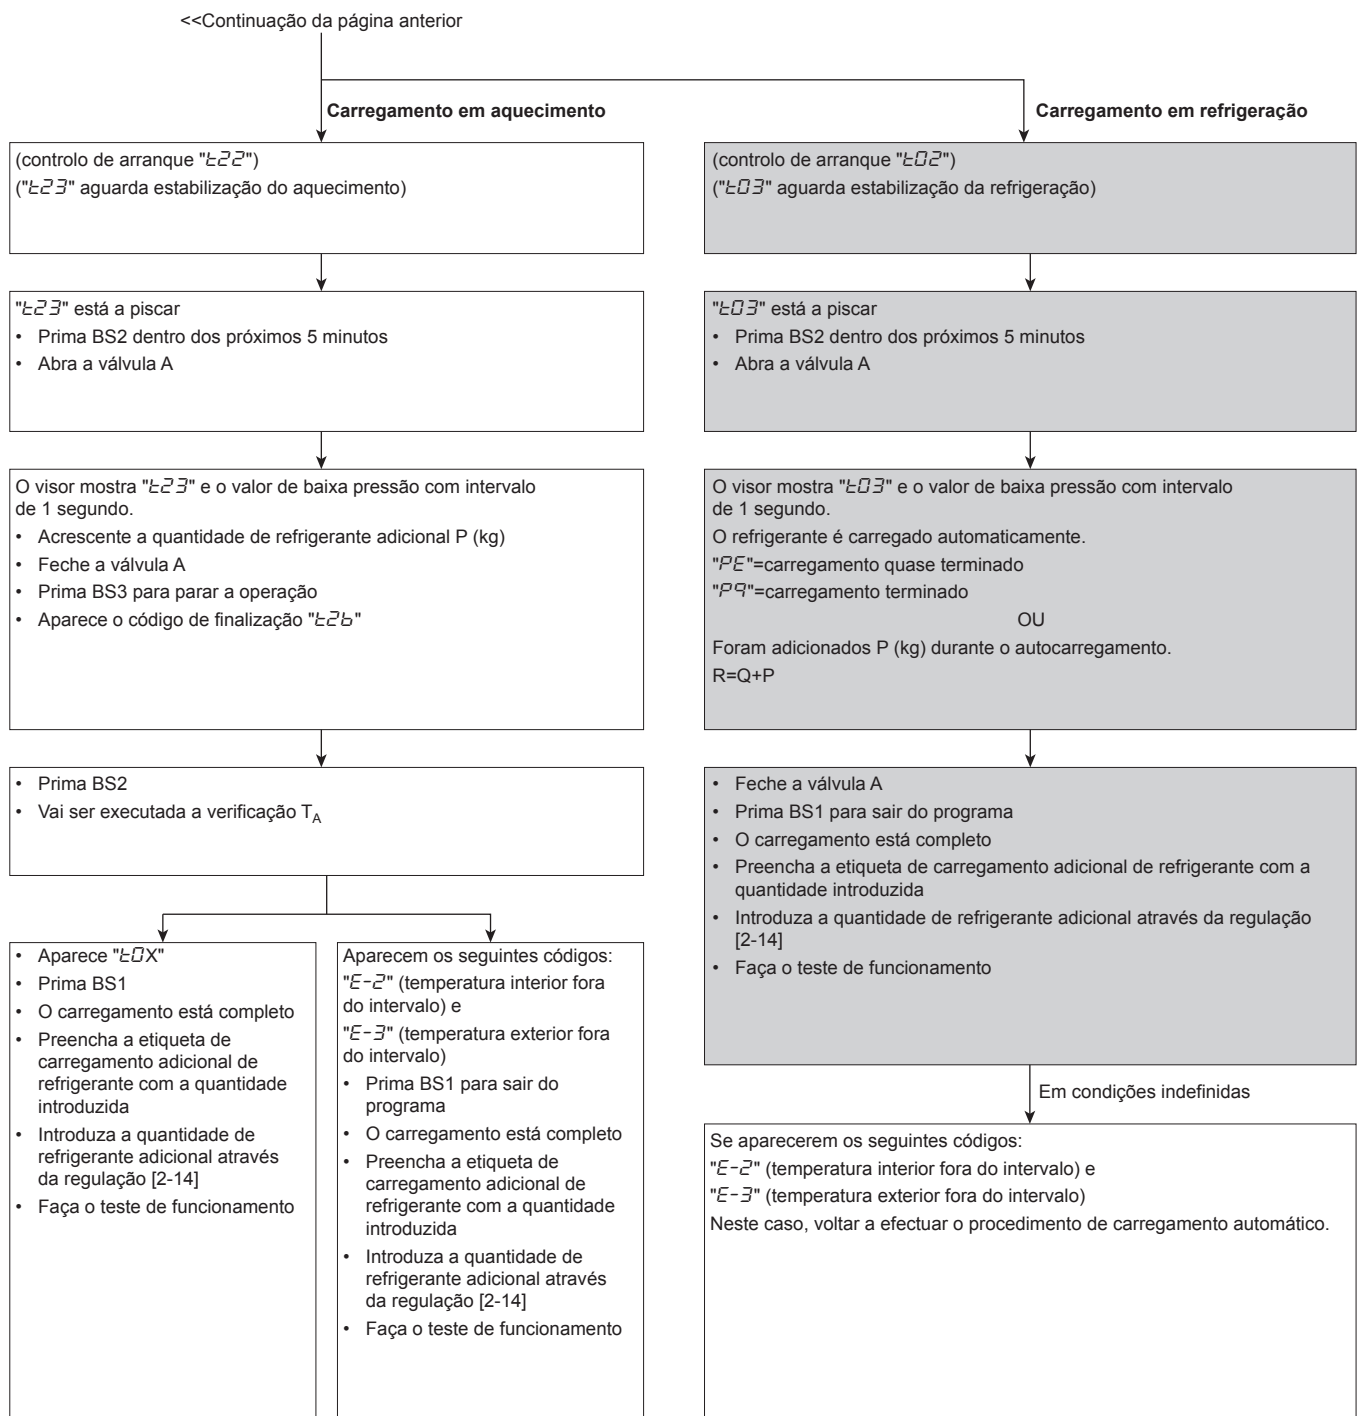 <<Continuação da página anterior
Carregamento em aquecimento
(controlo de arranque "t22")
("t23" aguarda estabilização do aquecimento)
"t23" está a piscar
• Prima BS2 dentro dos próximos 5 minutos
• Abra a válvula A
O visor mostra "t23" e o valor de baixa pressão com intervalo
de 1 segundo.
• Acrescente a quantidade de refrigerante adicional P (kg)
• Feche a válvula A
• Prima BS3 para parar a operação
• Aparece o código de finalização "t26"
• Prima BS2
• Vai ser executada a verificação TA
• Aparece "t0X"
• Prima BS1
• O carregamento está completo
• Preencha a etiqueta de
carregamento adicional de
refrigerante com a quantidade
introduzida
• Introduza a quantidade de
refrigerante adicional através
da regulação [2-14]
• Faça o teste de funcionamento
Aparecem os seguintes códigos:
"E-2" (temperatura interior fora
do intervalo) e
"E-3" (temperatura exterior fora
do intervalo)
• Prima BS1 para sair do
programa
• O carregamento está completo
• Preencha a etiqueta de
carregamento adicional de
refrigerante com a quantidade
introduzida
• Introduza a quantidade de
refrigerante adicional através
da regulação [2-14]
• Faça o teste de funcionamento
Carregamento em refrigeração
(controlo de arranque "t02")
("t03" aguarda estabilização da refrigeração)
"t03" está a piscar
• Prima BS2 dentro dos próximos 5 minutos
• Abra a válvula A
O visor mostra "t03" e o valor de baixa pressão com intervalo
de 1 segundo.
O refrigerante é carregado automaticamente.
"PE"=carregamento quase terminado
"P9"=carregamento terminado
OU
Foram adicionados P (kg) durante o autocarregamento.
R=Q+P
• Feche a válvula A
• Prima BS1 para sair do programa
• O carregamento está completo
• Preencha a etiqueta de carregamento adicional de refrigerante com a
quantidade introduzida
• Introduza a quantidade de refrigerante adicional através da regulação
[2-14]
• Faça o teste de funcionamento
Em condições indefinidas
Se aparecerem os seguintes códigos:
"E-2" (temperatura interior fora do intervalo) e
"E-3" (temperatura exterior fora do intervalo)
Neste caso, voltar a efectuar o procedimento de carregamento automático.